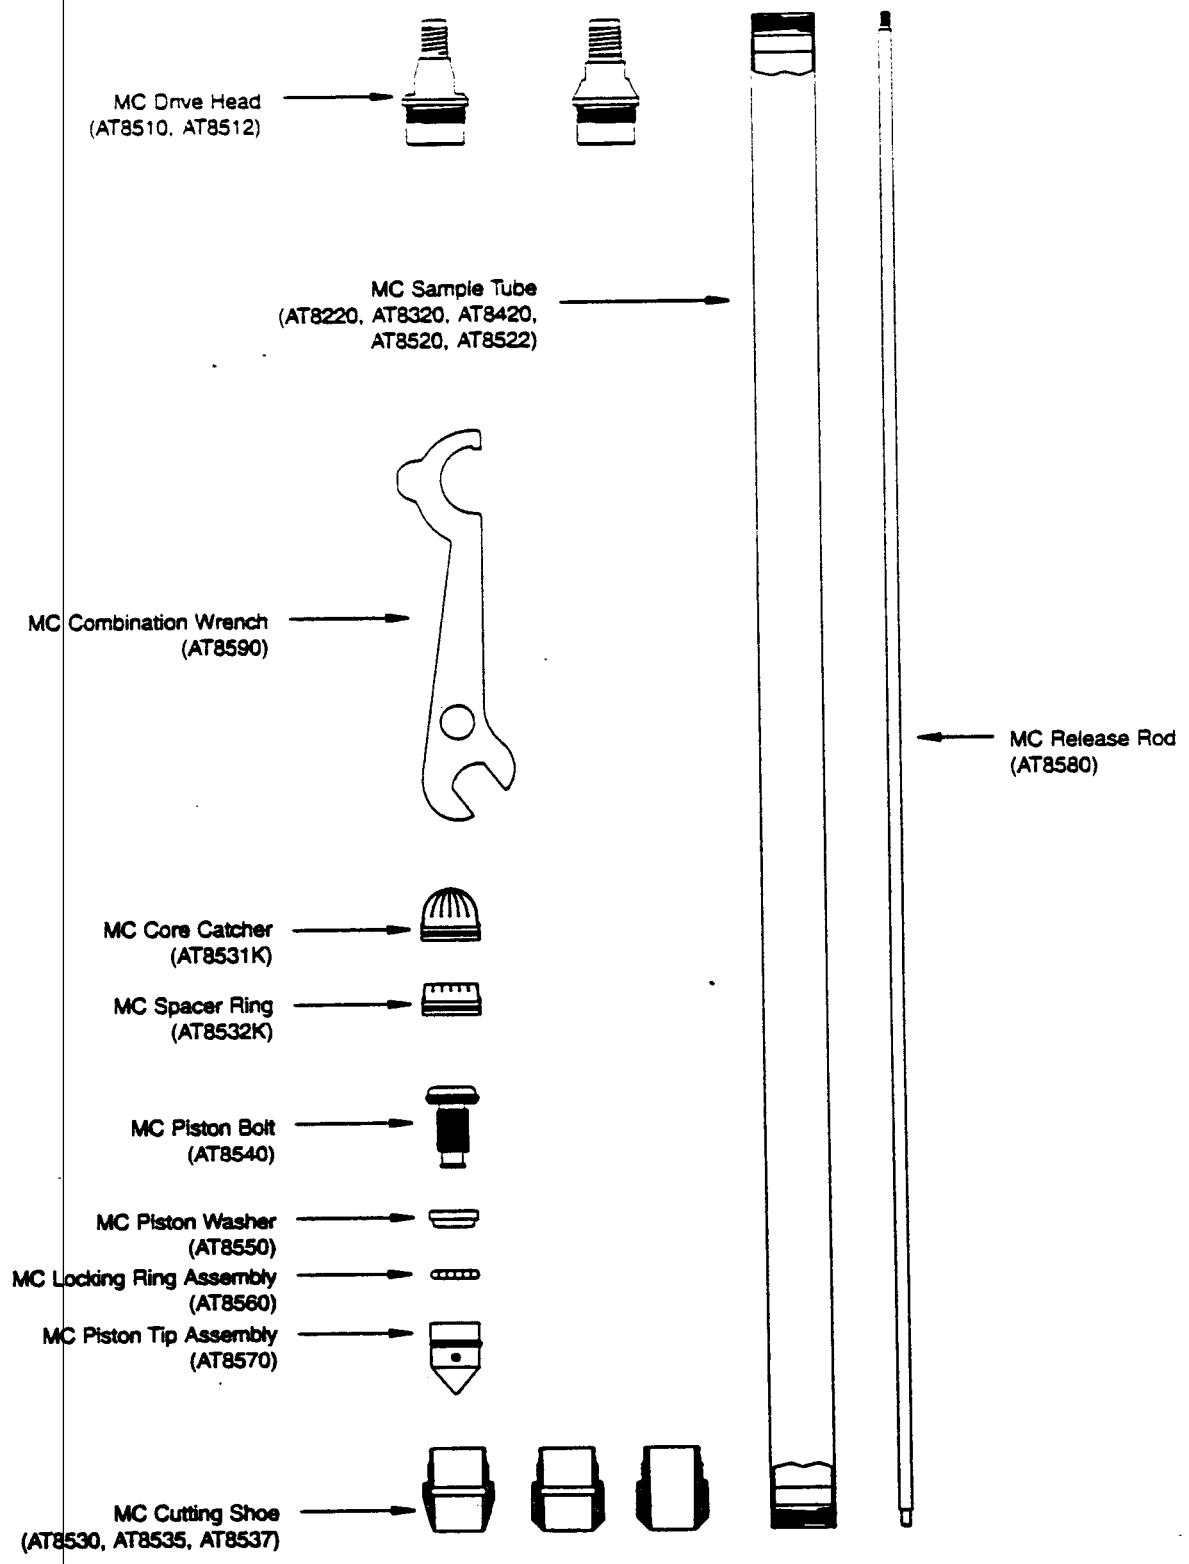 MC Drive Head
(AT8510, AT8512)
MC Sample Tube
(AT8220, AT8320, AT8420,
AT8520, AT8522)
MC Combination Wrench
(AT8590)
MC Release Rod
(AT8580)
MC Core Catcher
(AT8531K)
MC Spacer Ring
(AT8532K)
MC Piston Bolt
(AT8540)
MC Piston Washer
(AT8550)
MC Locking Ring Assembly
(AT8560)
MC Piston Tip Assembly
(AT8570)
MC Cutting Shoe
(AT8530, AT8535, AT8537)